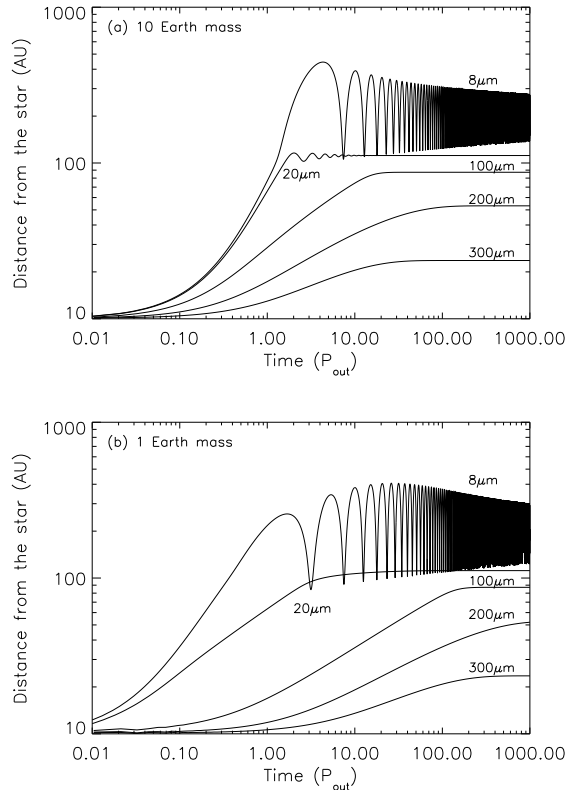 (a) 10 Earth mass
1000
100
10
Distance from the star (AU)
8μm
20μm
100μm
200μm
300μm
0.01 0.10 1.00 10.00 100.00 1000.00
Time (Pout)
(b) 1 Earth mass
1000
100
10
Distance from the star (AU)
8μm
20μm
100μm
200μm
300μm
0.01 0.10 1.00 10.00 100.00 1000.00
Time (Pout)